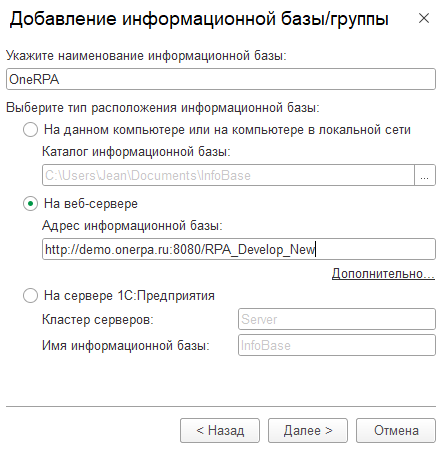 Добавление информационной базы/группы
Укажите наименование информационной базы:
OneRPA
Выберите тип расположения информационной базы:
На данном компьютере или на компьютере в локальной сети
Каталог информационной базы:
C:\Users\Jean\Documents\InfoBase ...
На веб-сервере
Адрес информационной базы:
http://demo.onerpa.ru:8080/RPA_Develop_New
Дополнительно...
На сервере 1С:Предприятия
Кластер серверов: Server
Имя информационной базы: InfoBase
< Назад Далее > Отмена